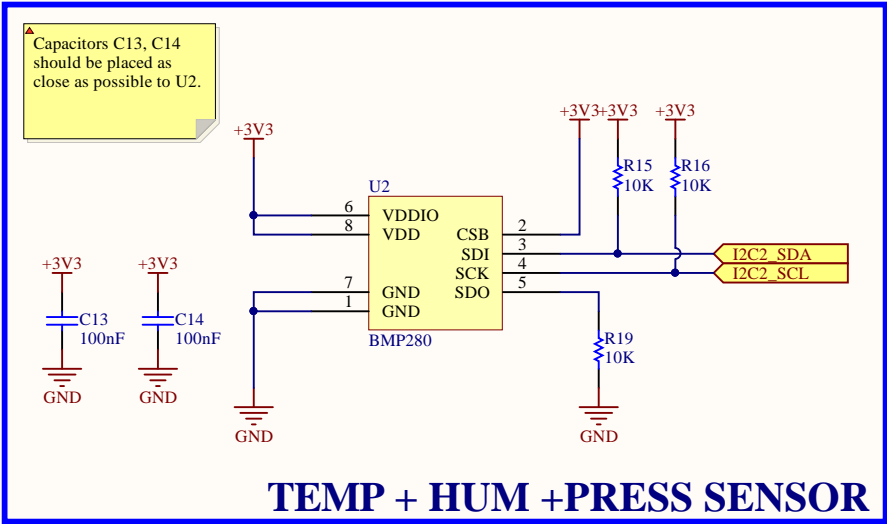 Capacitors C13, C14
should be placed as
close as possible to U2.
+3V3
+3V3+3V3
+3V3
U2
R15
10K
R16
10K
6
VDDIO
8
VDD
CSB
2
SDI
3
SCK
4
7
GND
SDO
5
1
GND
BMP280
I2C2_SDA
I2C2_SCL
+3V3
+3V3
C13
100nF
C14
100nF
R19
10K
GND
GND
GND
GND
TEMP + HUM +PRESS SENSOR